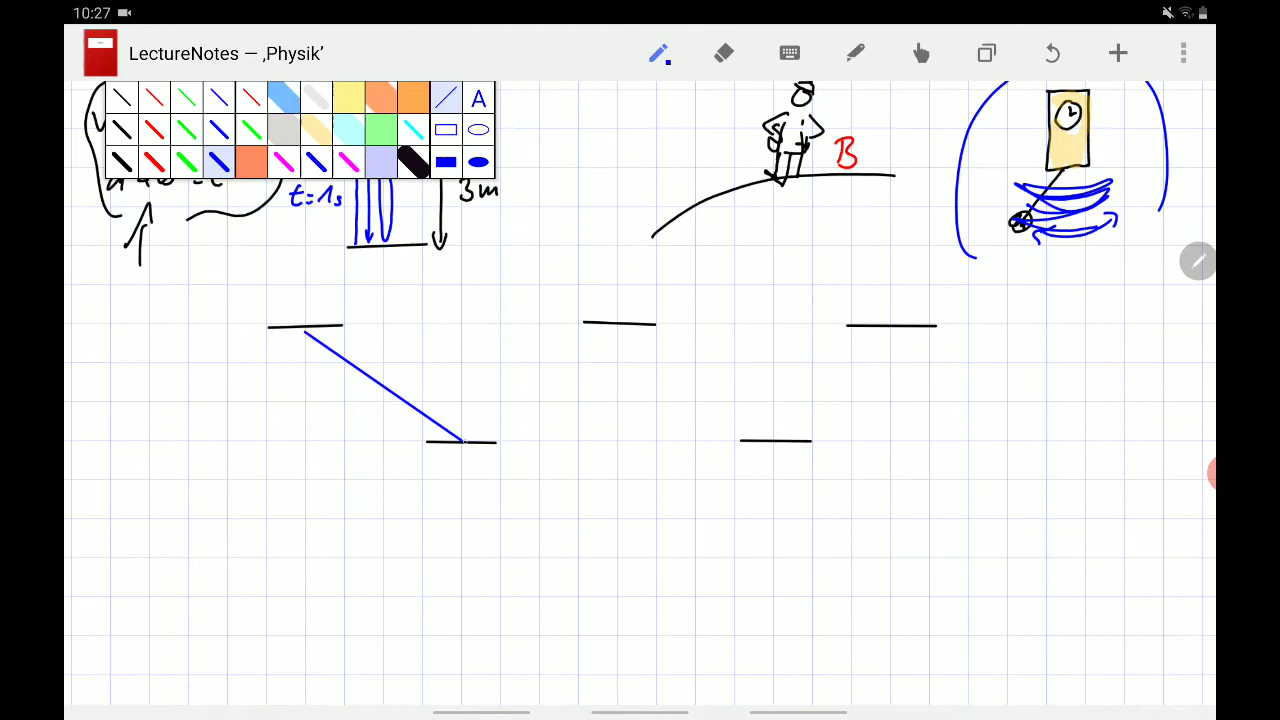 10:27
LectureNotes — ‚Physik’
A
B
t=1s
3m